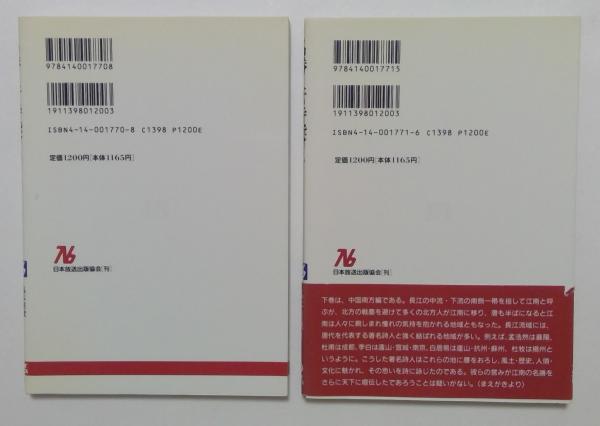 9784140017708
1911398012003
ISBN4-14-001770-8 C1398 P1200E
定価1200円[本体1165円]
日本放送出版協会[刊]
9784140017715
1911398012003
ISBN4-14-001771-6 C1398 P1200E
定価1200円[本体1165円]
日本放送出版協会[刊]
下巻は、中国南方編である。長江の中流・下流の南側一帯を担して江南と呼
ぶが、北方の戦塵を避けて多くの北方人が江南に移り、唐も半ばになると江
南は人々に親しまれ憧れの気持を抱かれる地域ともなった。長江流域には、
唐代を代表する著名詩人と強く結ばれる地域が多い。例えば、孟浩然は襄陽、
杜甫は成都、李白は廬山・宣城・南京、白居易は廬山・杭州・蘇州、杜牧は揚州と
いうように。こうした著名詩人はこれらの地に腰をおろし、風土・歴史、人情・
文化に魅かれ、その思いを詩に詠じたのである。彼らの営みが江南の名勝を
さらに天下に喧伝したであろうことは疑いがない。(まえがきより)